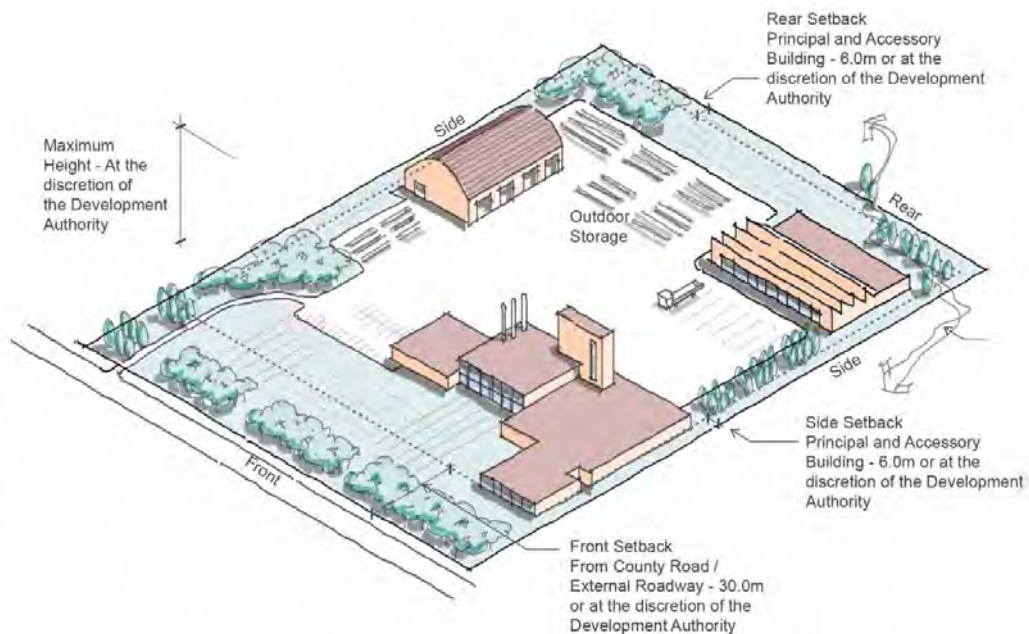 Rear Setback
Principal and Accessory
Building - 6.0m or at the
discretion of the Development
Authority
Side
Maximum
Height - At the
discretion of
the Development
Authority
Rear
Outdoor
Storage
Side
Front
Side Setback
Principal and Accessory
Building - 6.0m or at the
discretion of the Development
Authority
Front Setback
From County Road /
External Roadway - 30.0m
or at the discretion of the
Development Authority